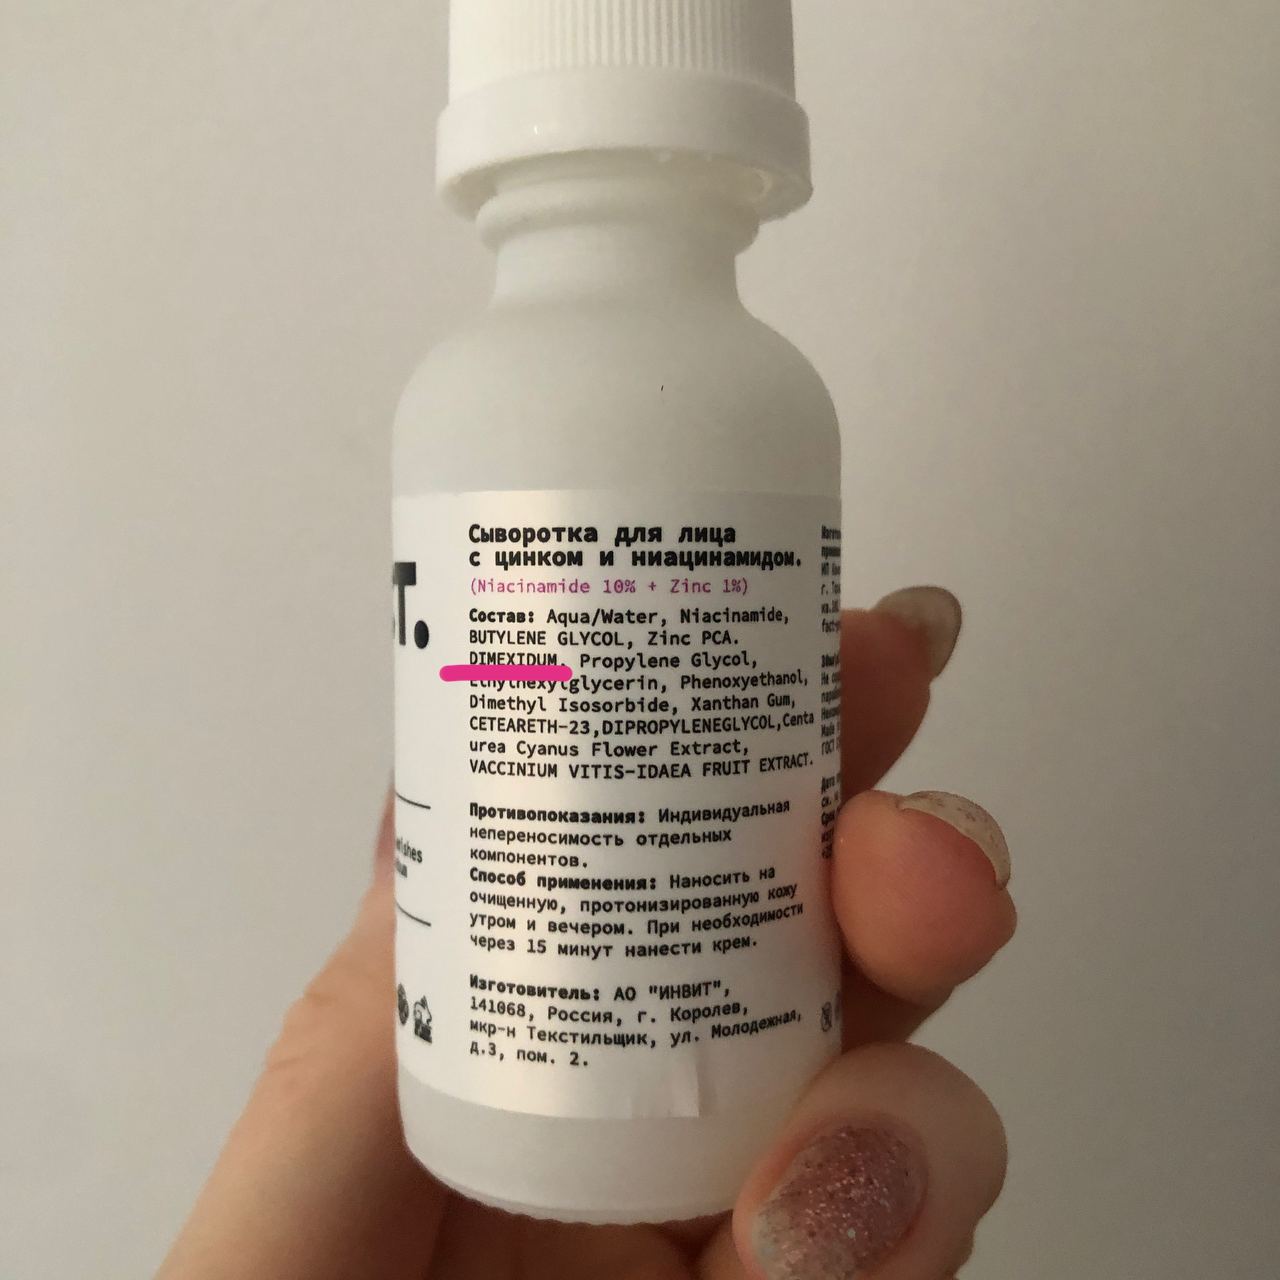 Сыворотка для лица
с цинком и ниацинамидом.
(Niacinamide 10% + Zinc 1%)
Состав: Aqua/Water, Niacinamide,
BUTYLENE GLYCOL, Zinc PCA.
DIMEXIDUM. Propylene Glycol,
Ethylhexylglycerin, Phenoxyethanol,
Dimethyl Isosorbide, Xanthan Gum,
CETEARETH-23,DIPROPYLENEGLYCOL,Centa
urea Cyanus Flower Extract,
VACCINIUM VITIS-IDAEA FRUIT EXTRACT.
Противопоказания: Индивидуальная
непереносимость отдельных
компонентов.
Способ применения: Наносить на
очищенную, протонизированную кожу
утром и вечером. При необходимости
через 15 минут нанести крем.
Изготовитель: АО "ИНВИТ",
141068, Россия, г. Королев,
мкр-н Текстильщик, ул. Молодежная,
д.3, пом. 2.